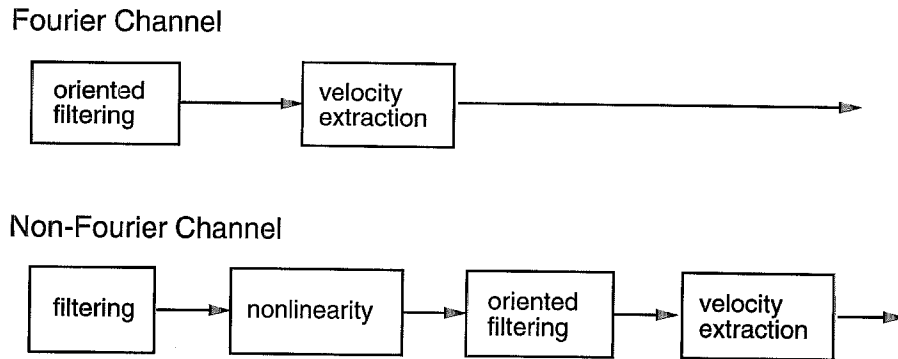 Fourier Channel
oriented
filtering
velocity
extraction
Non-Fourier Channel
filtering
nonlinearity
oriented
filtering
velocity
extraction